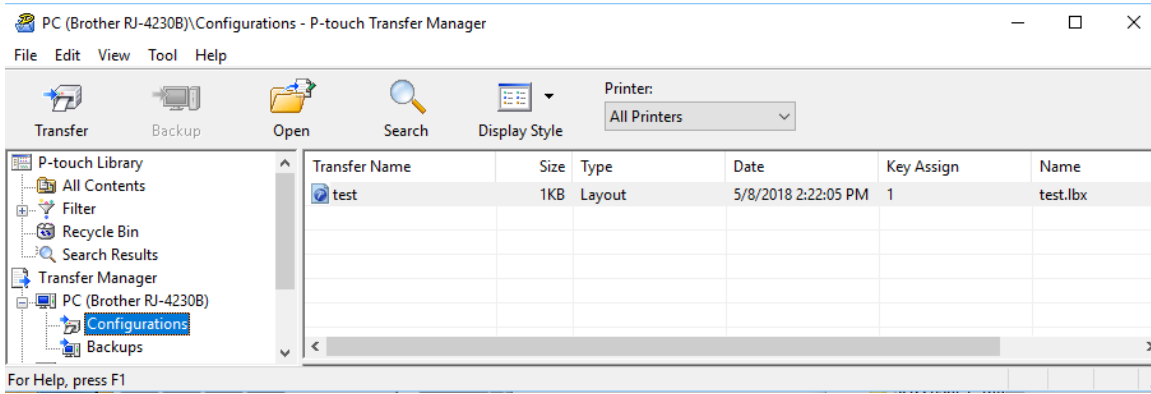 PC (Brother RJ-4230B)\Configurations - P-touch Transfer Manager
File Edit View Tool Help
Printer:
All Printers
Transfer Backup Open Search Display Style
P-touch Library
All Contents
Filter
Recycle Bin
Search Results
Transfer Manager
PC (Brother RJ-4230B)
Configurations
Backups
Transfer Name Size Type Date Key Assign Name
test 1KB Layout 5/8/2018 2:22:05 PM 1 test.lbx
For Help, press F1